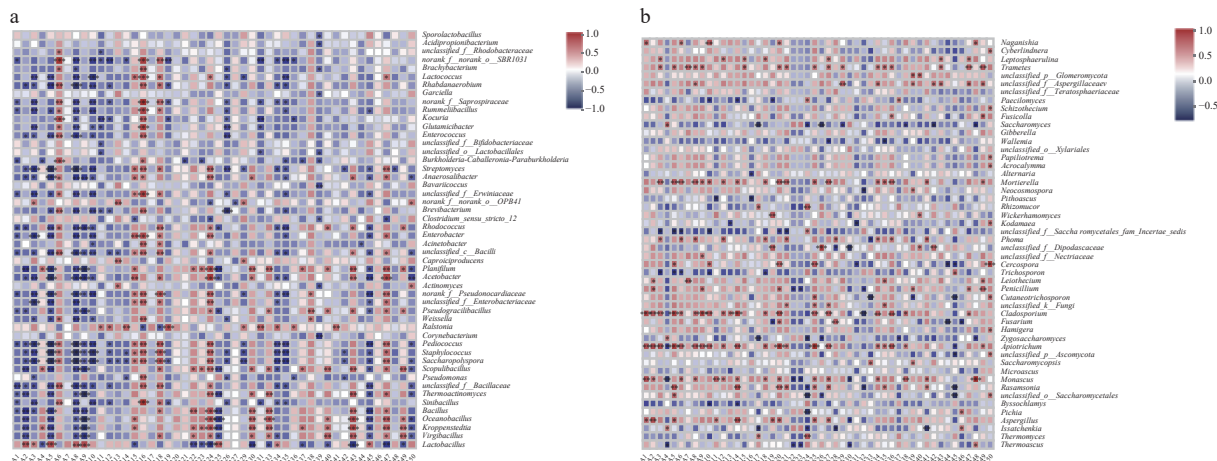 a
Sporolactobacillus
Acidipropionibacterium
unclassified_f__Rhodobacteraceae
norank_f__norank_o__SBR1031
Brachybacterium
Lactococcus
Rhabdanaerobium
Garciella
norank_f__Saprospiraceae
Rummeliibacillus
Kocuria
Glutamicibacter
Enterococcus
unclassified_f__Bifidobacteriaceae
unclassified_o__Lactobacillales
Burkholderia-Caballeronia-Paraburkholderia
Streptomyces
Anaerosalibacter
Bavariicoccus
unclassified_f__Erwiniaceae
norank_f__norank_o__OPB41
Brevibacterium
Clostridium_sensu_stricto_12
Rhodococcus
Enterobacter
Acinetobacter
unclassified_c__Bacilli
Caproiciproducens
Planifilum
Acetobacter
Actinomyces
norank_f__Pseudonocardiaceae
unclassified_f__Enterobacteriaceae
Pseudogracilibacillus
Weissella
Ralstonia
Corynebacterium
Pediococcus
Staphylococcus
Saccharopolyspora
Scopulibacillus
Pseudomonas
unclassified_f__Bacillaceae
Thermoactinomyces
Sinibacillus
Bacillus
Oceanobacillus
Kroppenstedtia
Virgibacillus
Lactobacillus
1.0
0.5
0.0
−0.5
−1.0
b
Naganishia
Cyberlindnera
Leptosphaerulina
Trametes
unclassified_p__Glomeromycota
unclassified_f__Aspergillaceaev
unclassified_f__Teratosphaeriaceae
Paecilomyces
Schizothecium
Fusicolla
Saccharomyces
Gibberella
Wallemia
unclassified_o__Xylariales
Papiliotrema
Acrocalymma
Alternaria
Mortierella
Neocosmospora
Pithoascus
Rhizomucor
Wickerhamomyces
Kodamaea
unclassified_f__Saccha romycetales_fam_Incertae_sedis
Phoma
unclassified_f__Dipodascaceae
unclassified_f__Nectriaceae
Cercospora
Trichosporon
Leiothecium
Penicillium
Cutaneotrichosporon
unclassified_k__Fungi
Cladosporium
Fusarium
Hamigera
Zygosaccharomyces
Apiotrichum
unclassified_p__Ascomycota
Saccharomycopsis
Microascus
Monascus
Rasamsonia
unclassified_o__Saccharomycetales
Byssochlamys
Pichia
Aspergillus
Issatchenkia
Thermomyces
Thermoascus
1.0
0.5
0
−0.5